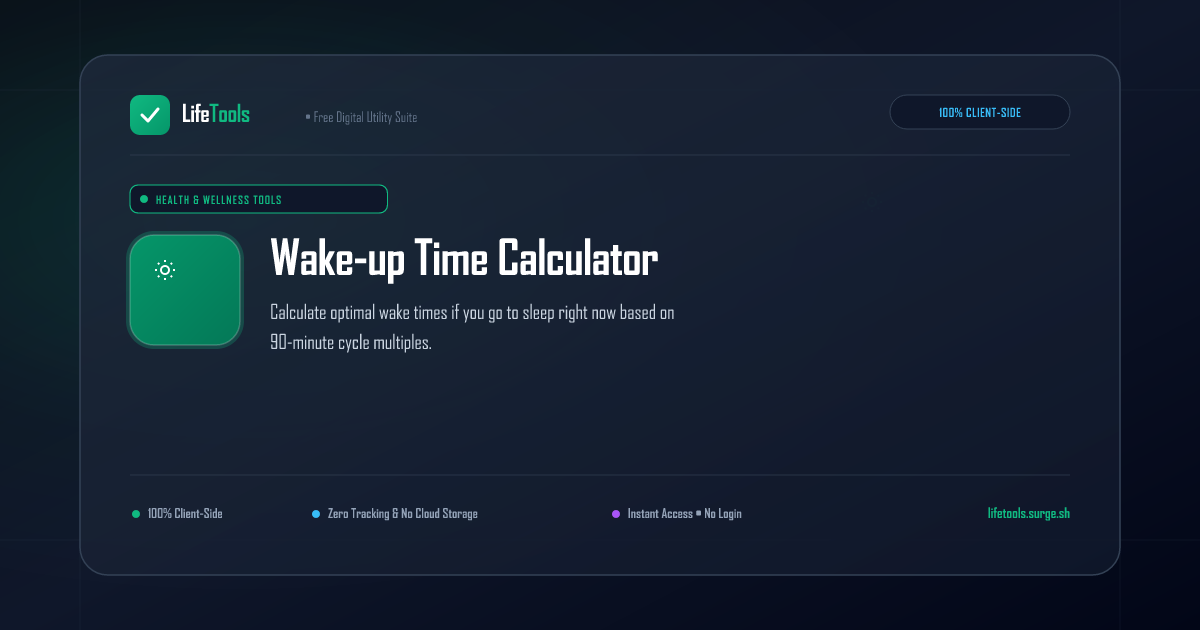 LifeTools
▪ Free Digital Utility Suite
100% CLIENT-SIDE
HEALTH & WELLNESS TOOLS
Wake-up Time Calculator
Calculate optimal wake times if you go to sleep right now based on
90-minute cycle multiples.
100% Client-Side
Zero Tracking & No Cloud Storage
Instant Access ▪ No Login
lifetools.surge.sh